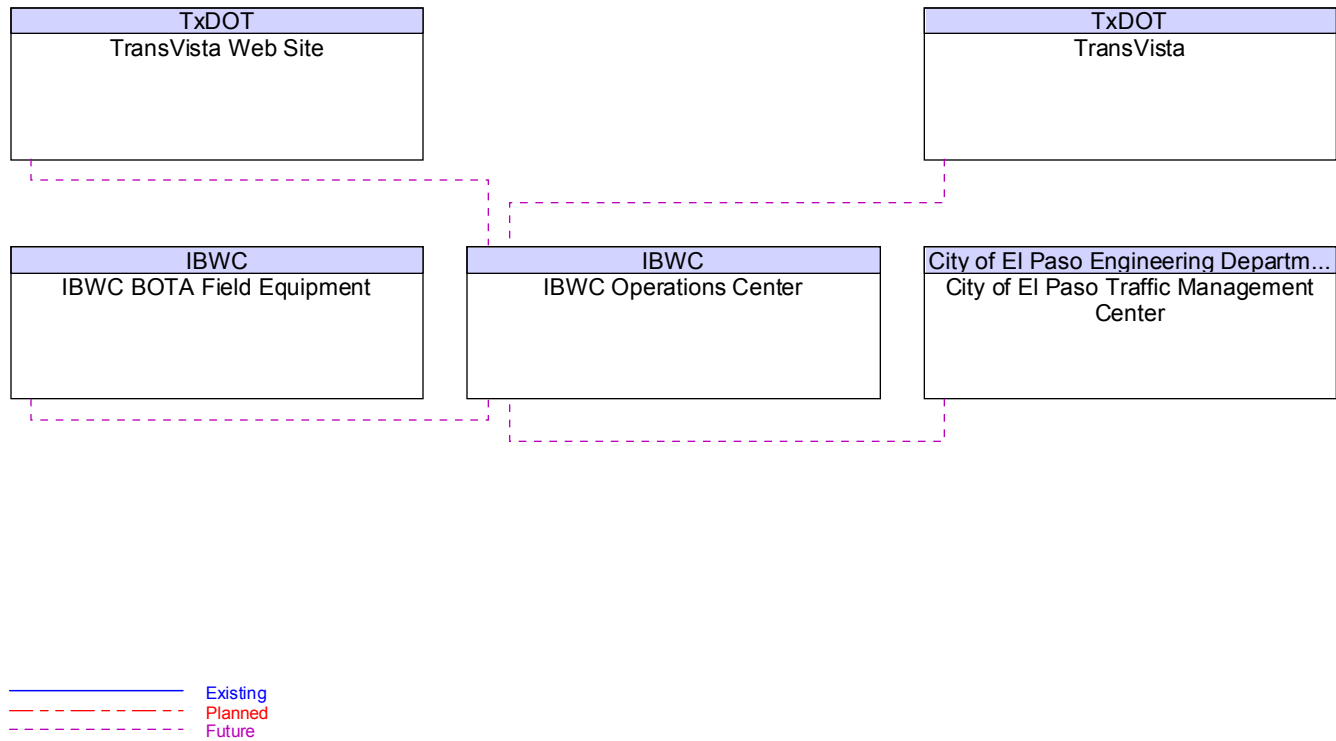 TxDOT
TransVista Web Site
TxDOT
TransVista
IBWC
IBWC BOTA Field Equipment
IBWC
IBWC Operations Center
City of El Paso Engineering Departm...
City of El Paso Traffic Management
Center
Existing
Planned
Future